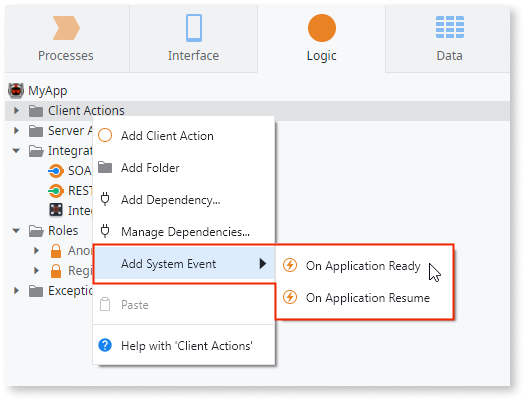 Processes
Interface
Logic
Data
MyApp
Client Actions
Server A
Integrat
SOA
REST
Inte
Roles
Anon
Regi
Exceptio
Add Client Action
Add Folder
Add Dependency...
Manage Dependencies...
Add System Event
Paste
Help with 'Client Actions'
On Application Ready
On Application Resume